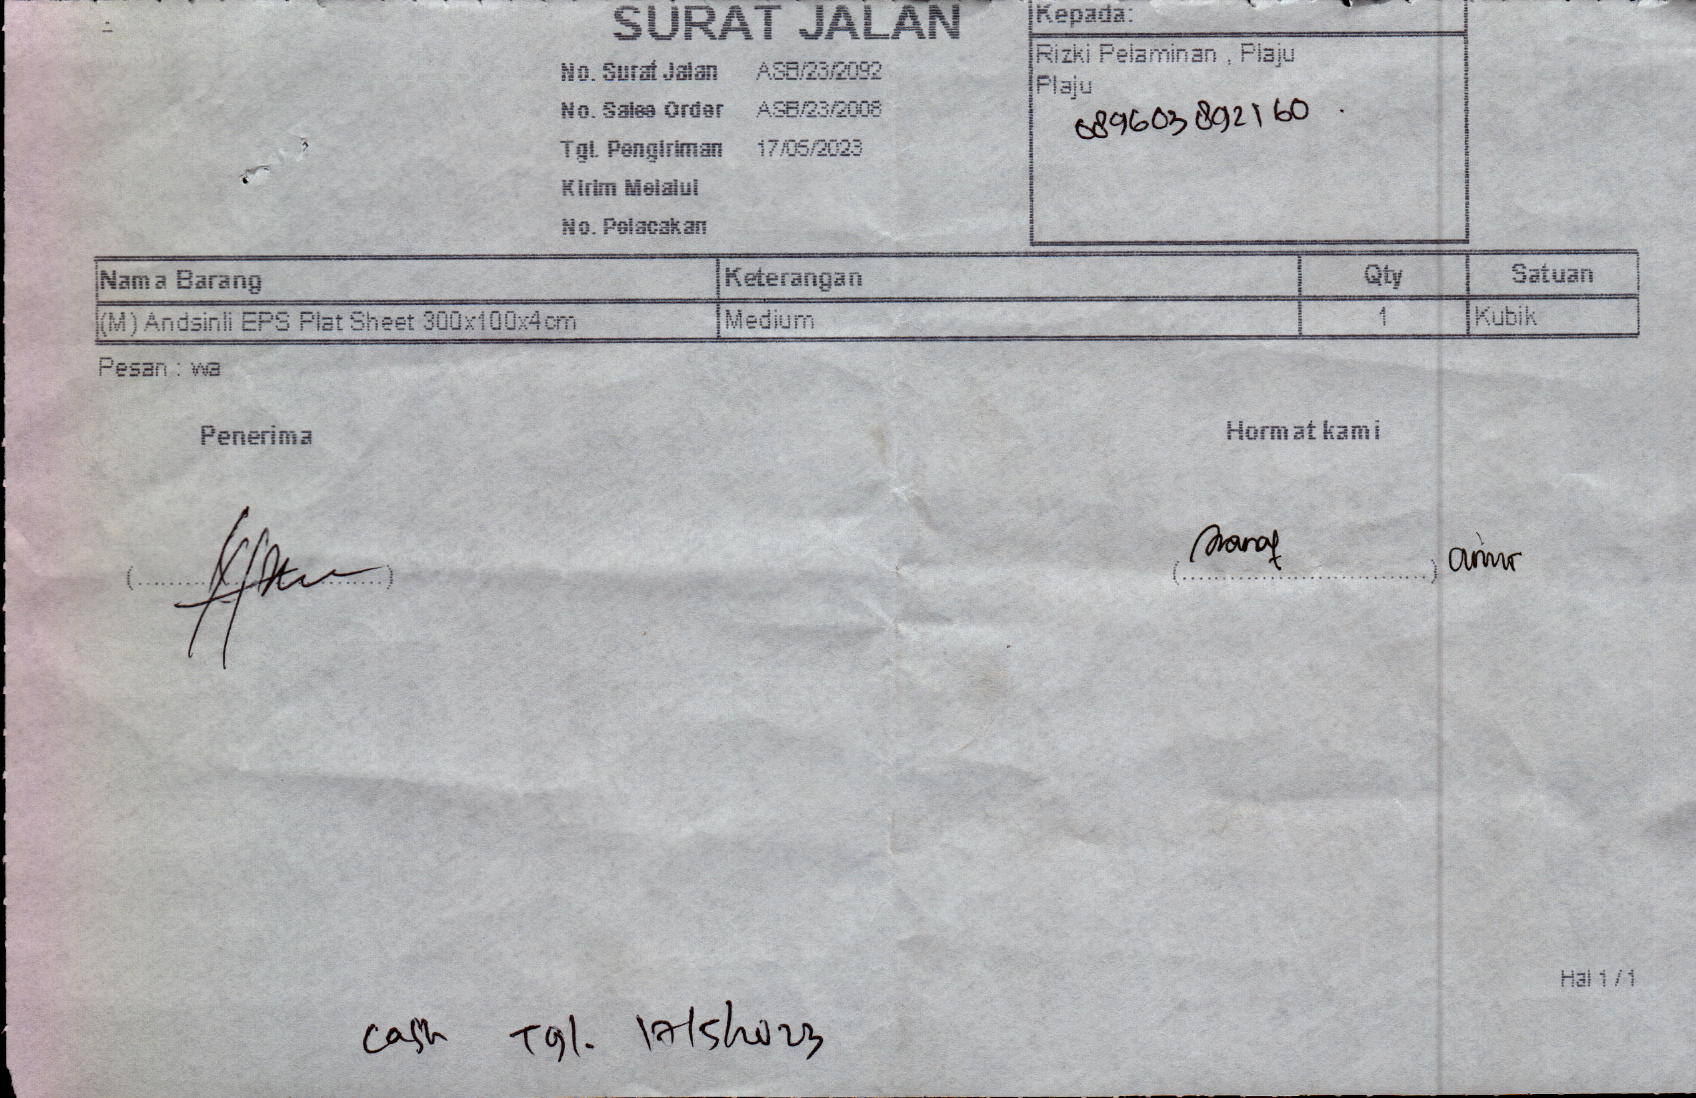 SURAT JALAN
Kepada:
Rizki Pelaminan , Plaju
Plaju
089603892160
No. Surat Jalan ASB/23/2092
No. Sales Order ASB/23/2008
Tgl. Pengiriman 17/05/2023
Kirim Melalui
No. Pelacakan
Nama Barang Keterangan Qty Satuan
(M) Andsinli EPS Plat Sheet 300x100x4cm Medium 1 Kubik
Pesan : wa
Penerima Hormat kami
Hal 1 / 1
Cash Tgl. 17/5/2023